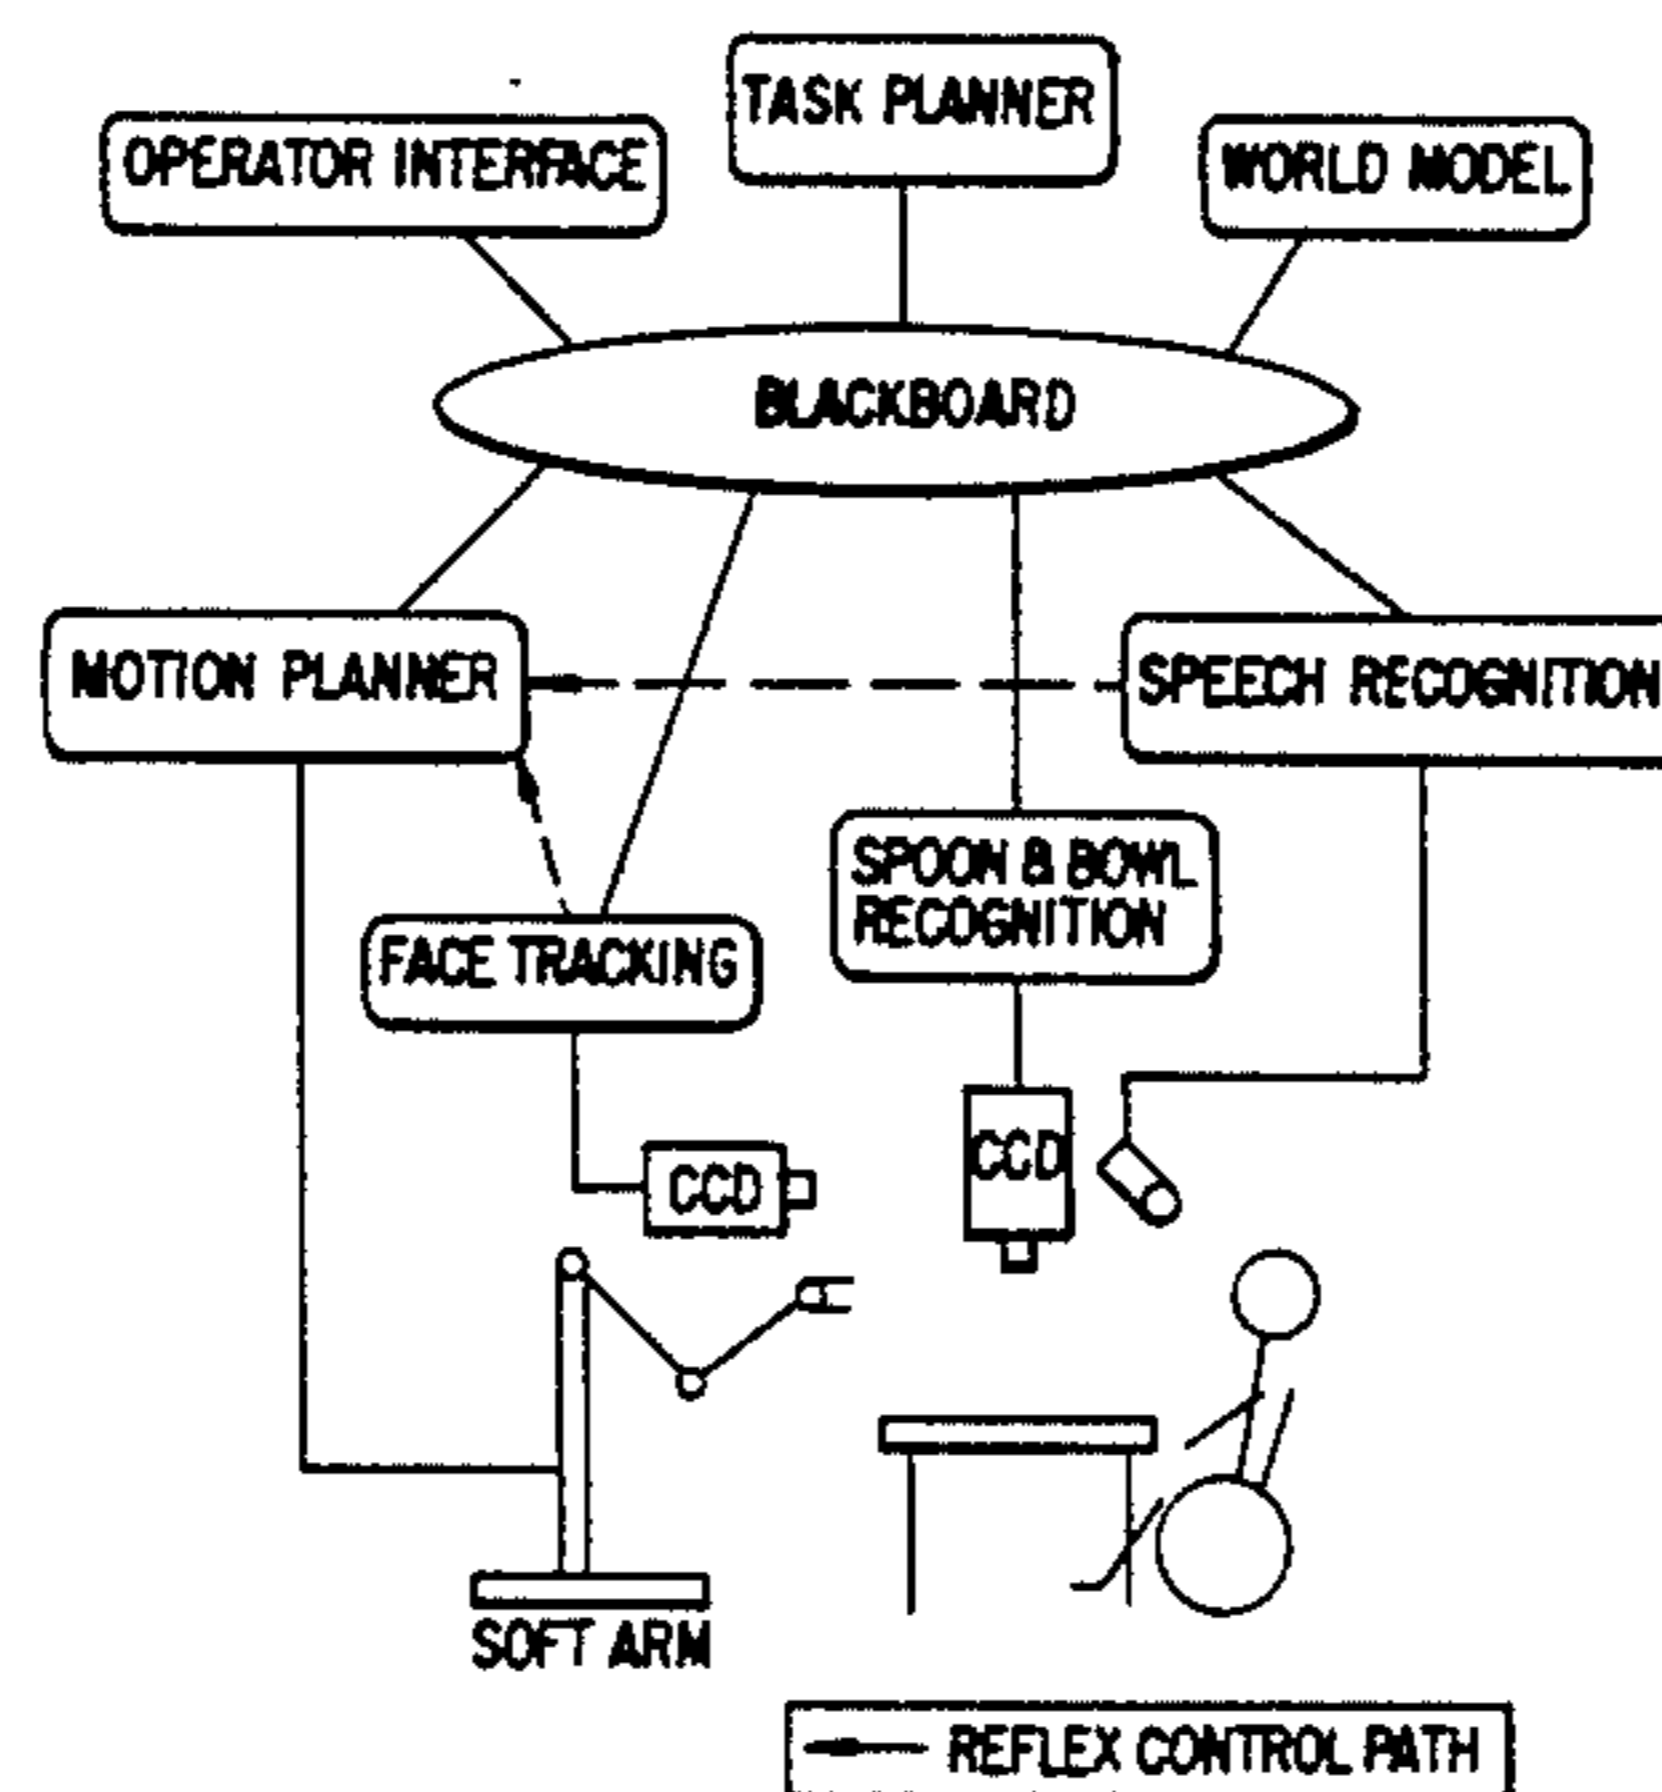 TASK PLANNER
OPERATOR INTERFACE
WORLD MODEL
BLACKBOARD
MOTION PLANNER
SPEECH RECOGNITION
SPOON & BOWL
RECOGNITION
FACE TRACKING
CCD
CCD
SOFT ARM
REFLEX CONTROL PATH